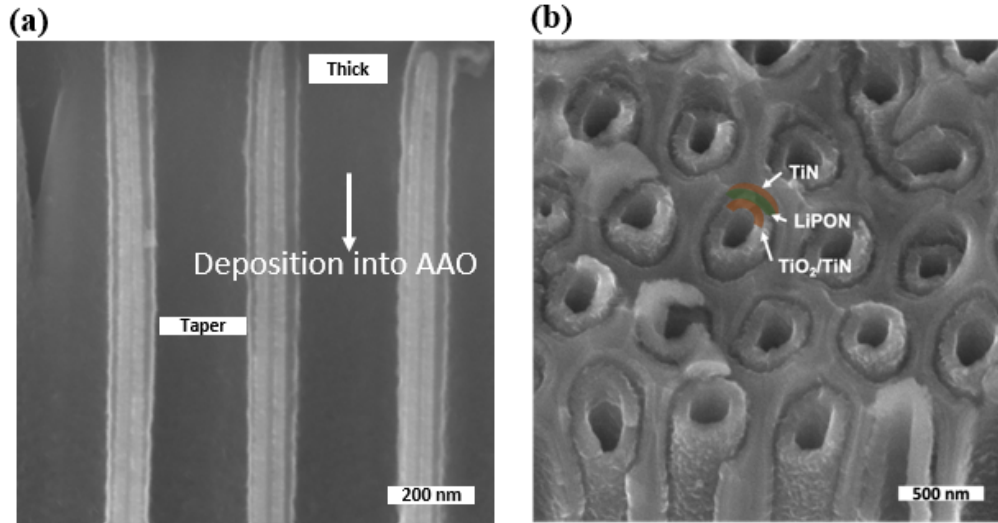 (a)
Thick
Deposition into AAO
Taper
200 nm
(b)
TiN
LiPON
TiO₂/TiN
500 nm